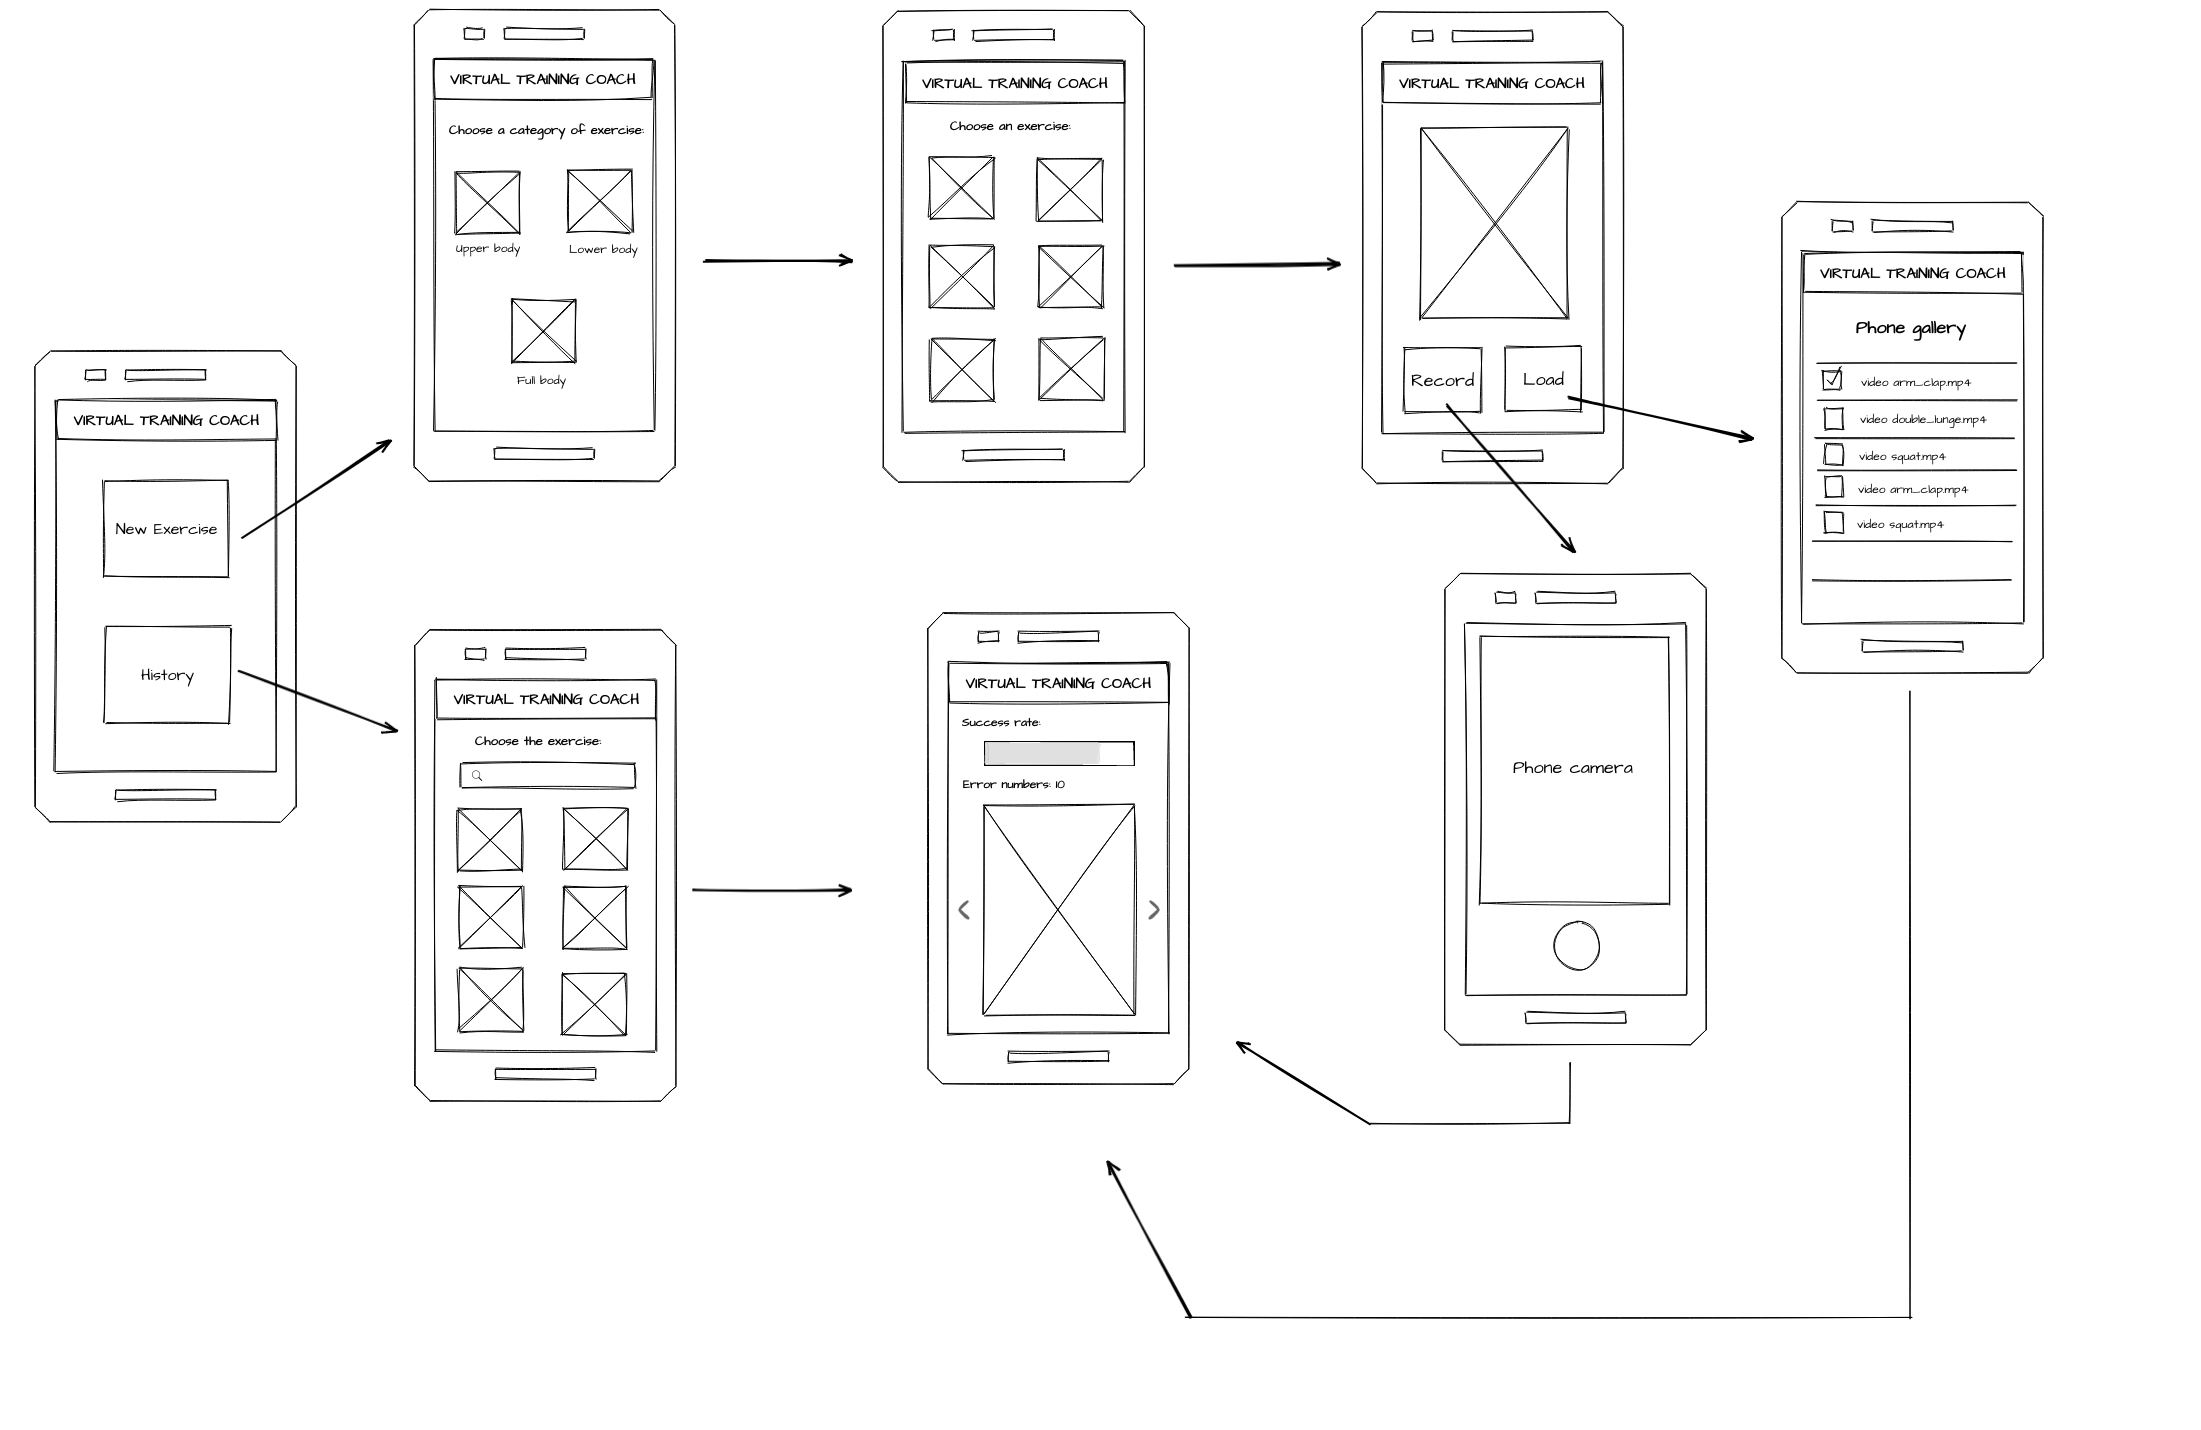 VIRTUAL TRAINING COACH
New Exercise
History
VIRTUAL TRAINING COACH
Choose a category of exercise:
Upper body
Lower body
Full body
VIRTUAL TRAINING COACH
Choose an exercise:
VIRTUAL TRAINING COACH
Record
Load
VIRTUAL TRAINING COACH
Phone gallery
video arm_clap.mp4
video double_lunge.mp4
video squat.mp4
video arm_clap.mp4
video squat.mp4
VIRTUAL TRAINING COACH
Choose the exercise:
VIRTUAL TRAINING COACH
Success rate:
Error numbers: 10
Phone camera